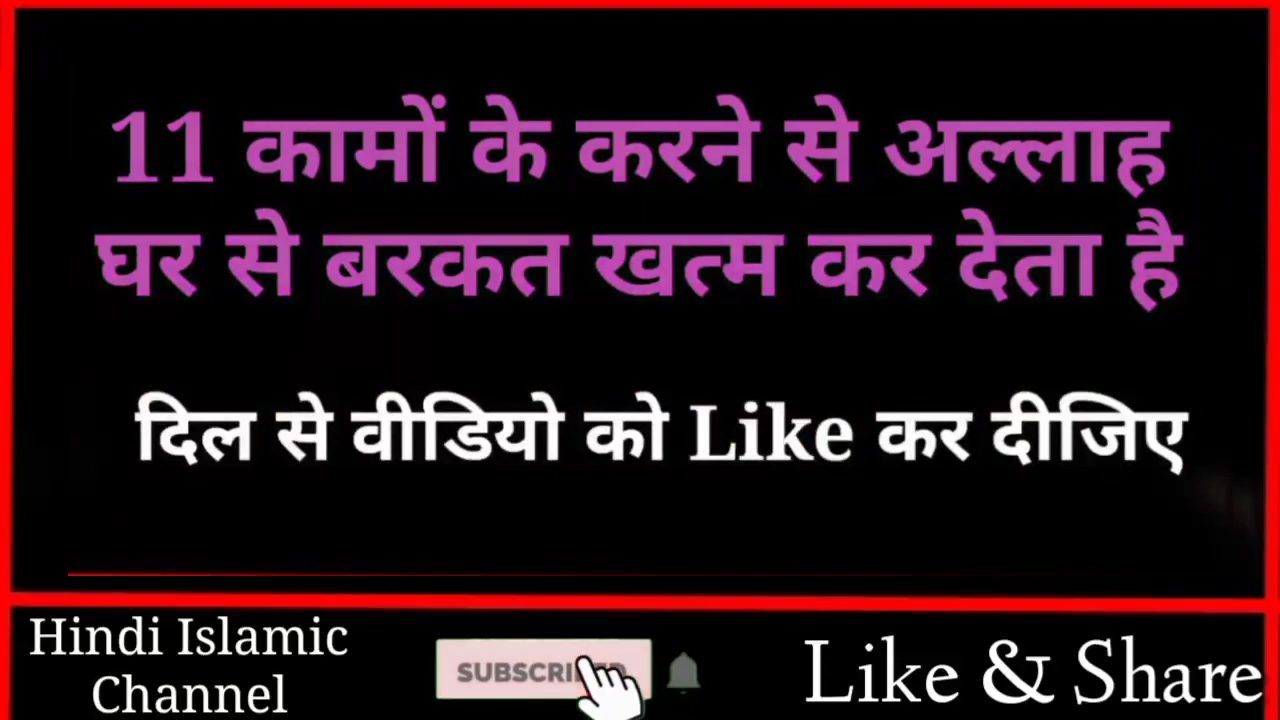 11 कामों के करने से अल्लाह
घर से बरकत खत्म कर देता है
दिल से वीडियो को Like कर दीजिए
Hindi Islamic
Channel
Like & Share